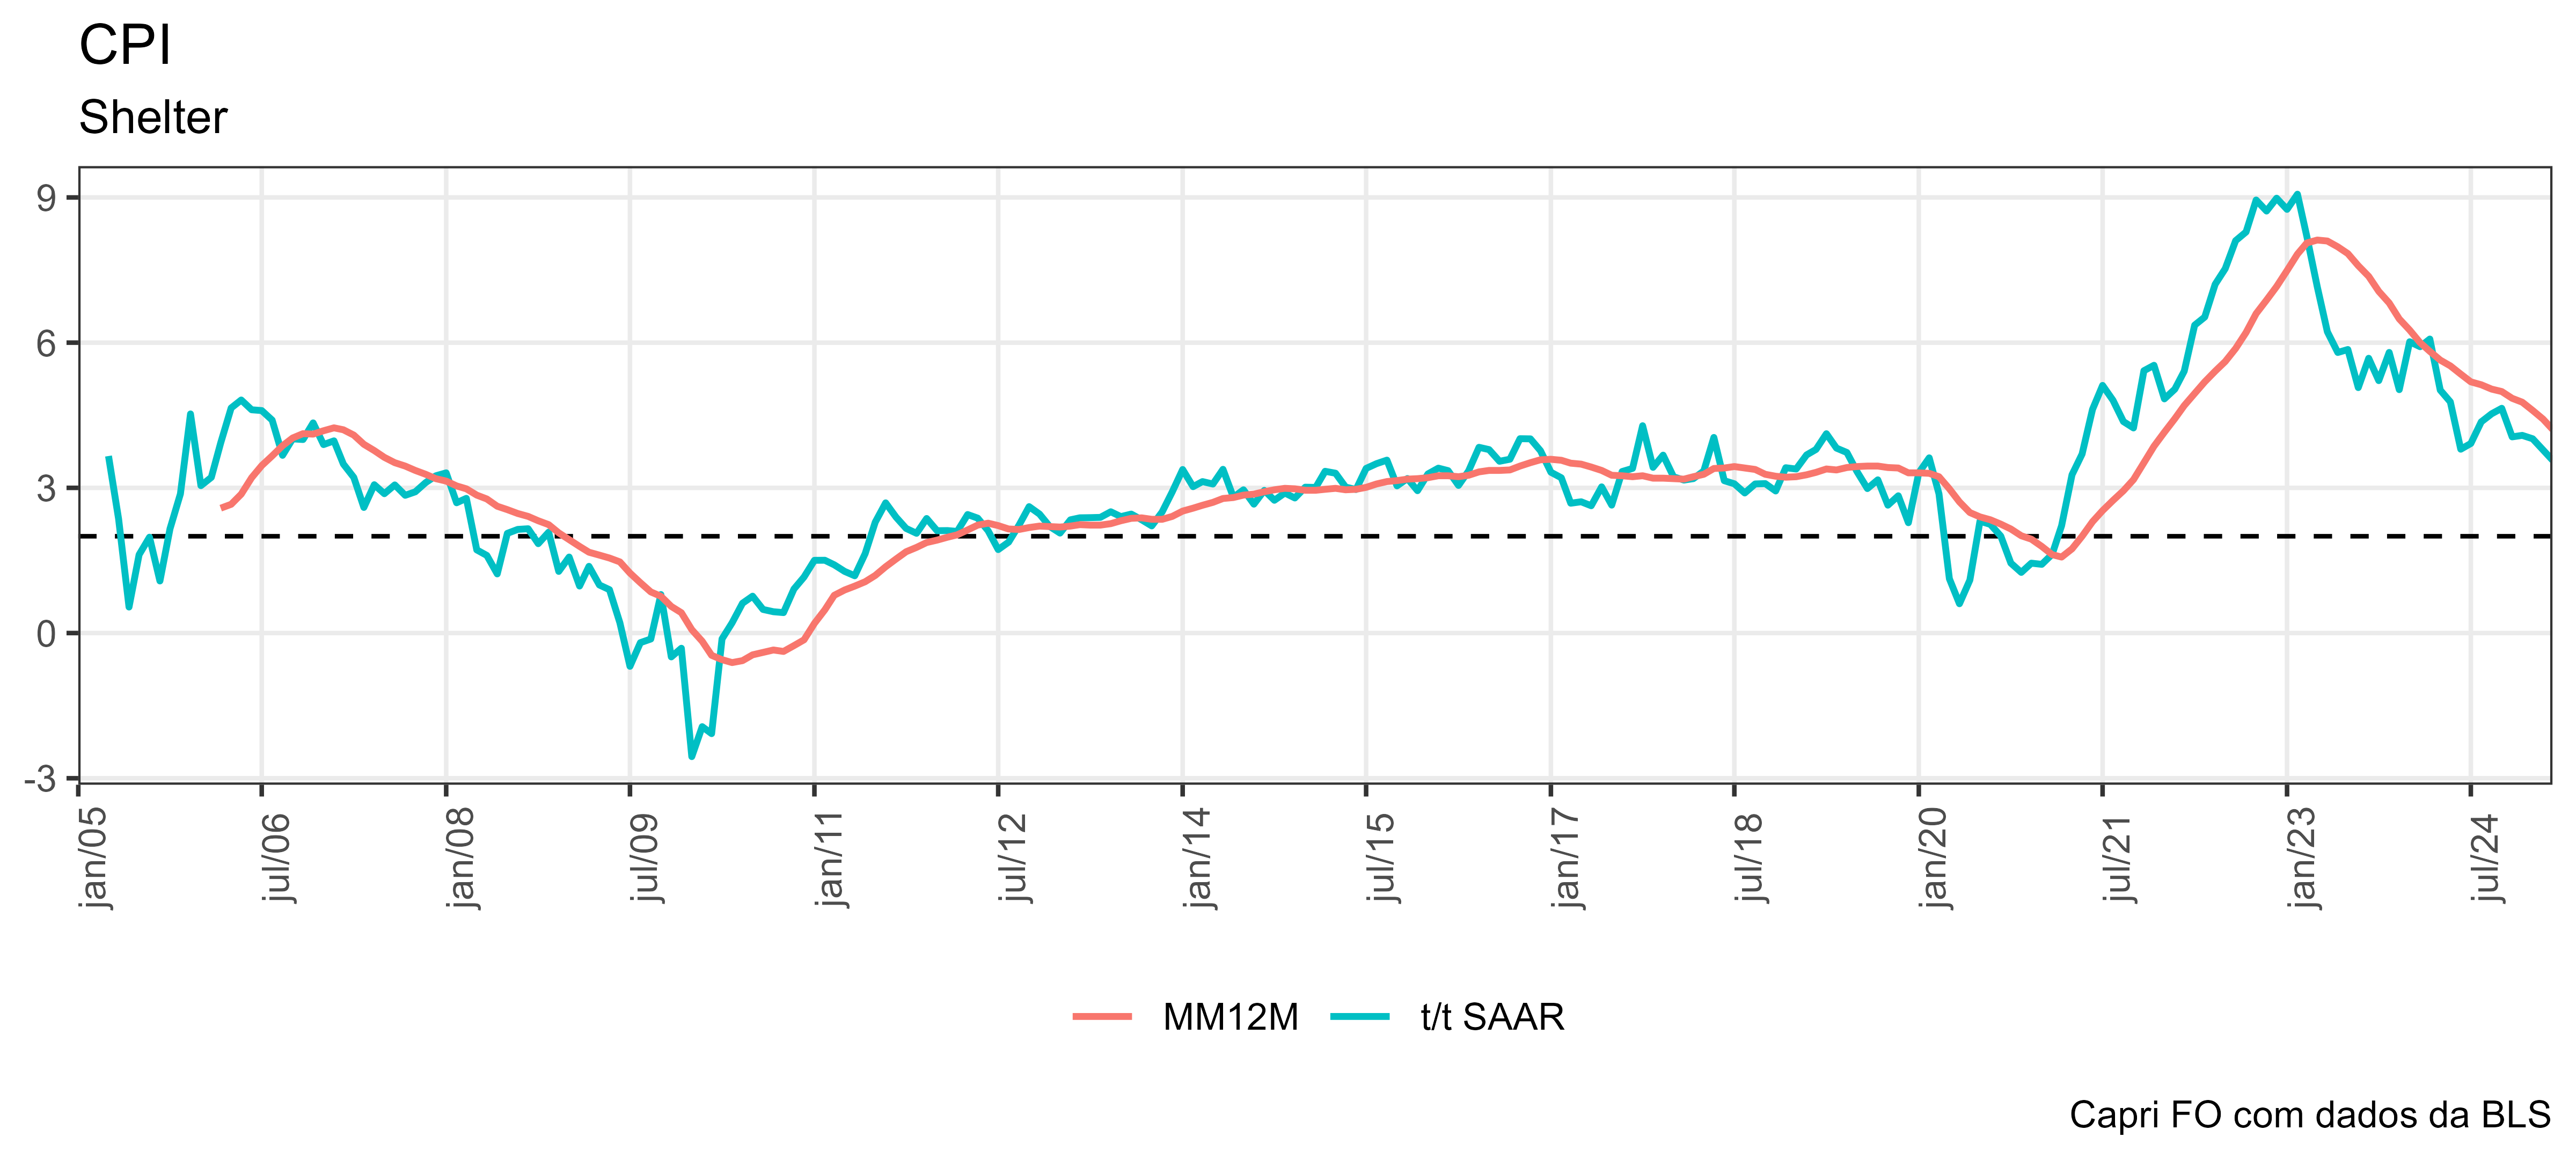 CPI
Shelter
9
6
3
0
-3
jan/05
jul/06
jan/08
jul/09
jan/11
jul/12
jan/14
jul/15
jan/17
jul/18
jan/20
jul/21
jan/23
jul/24
MM12M
t/t SAAR
Capri FO com dados da BLS